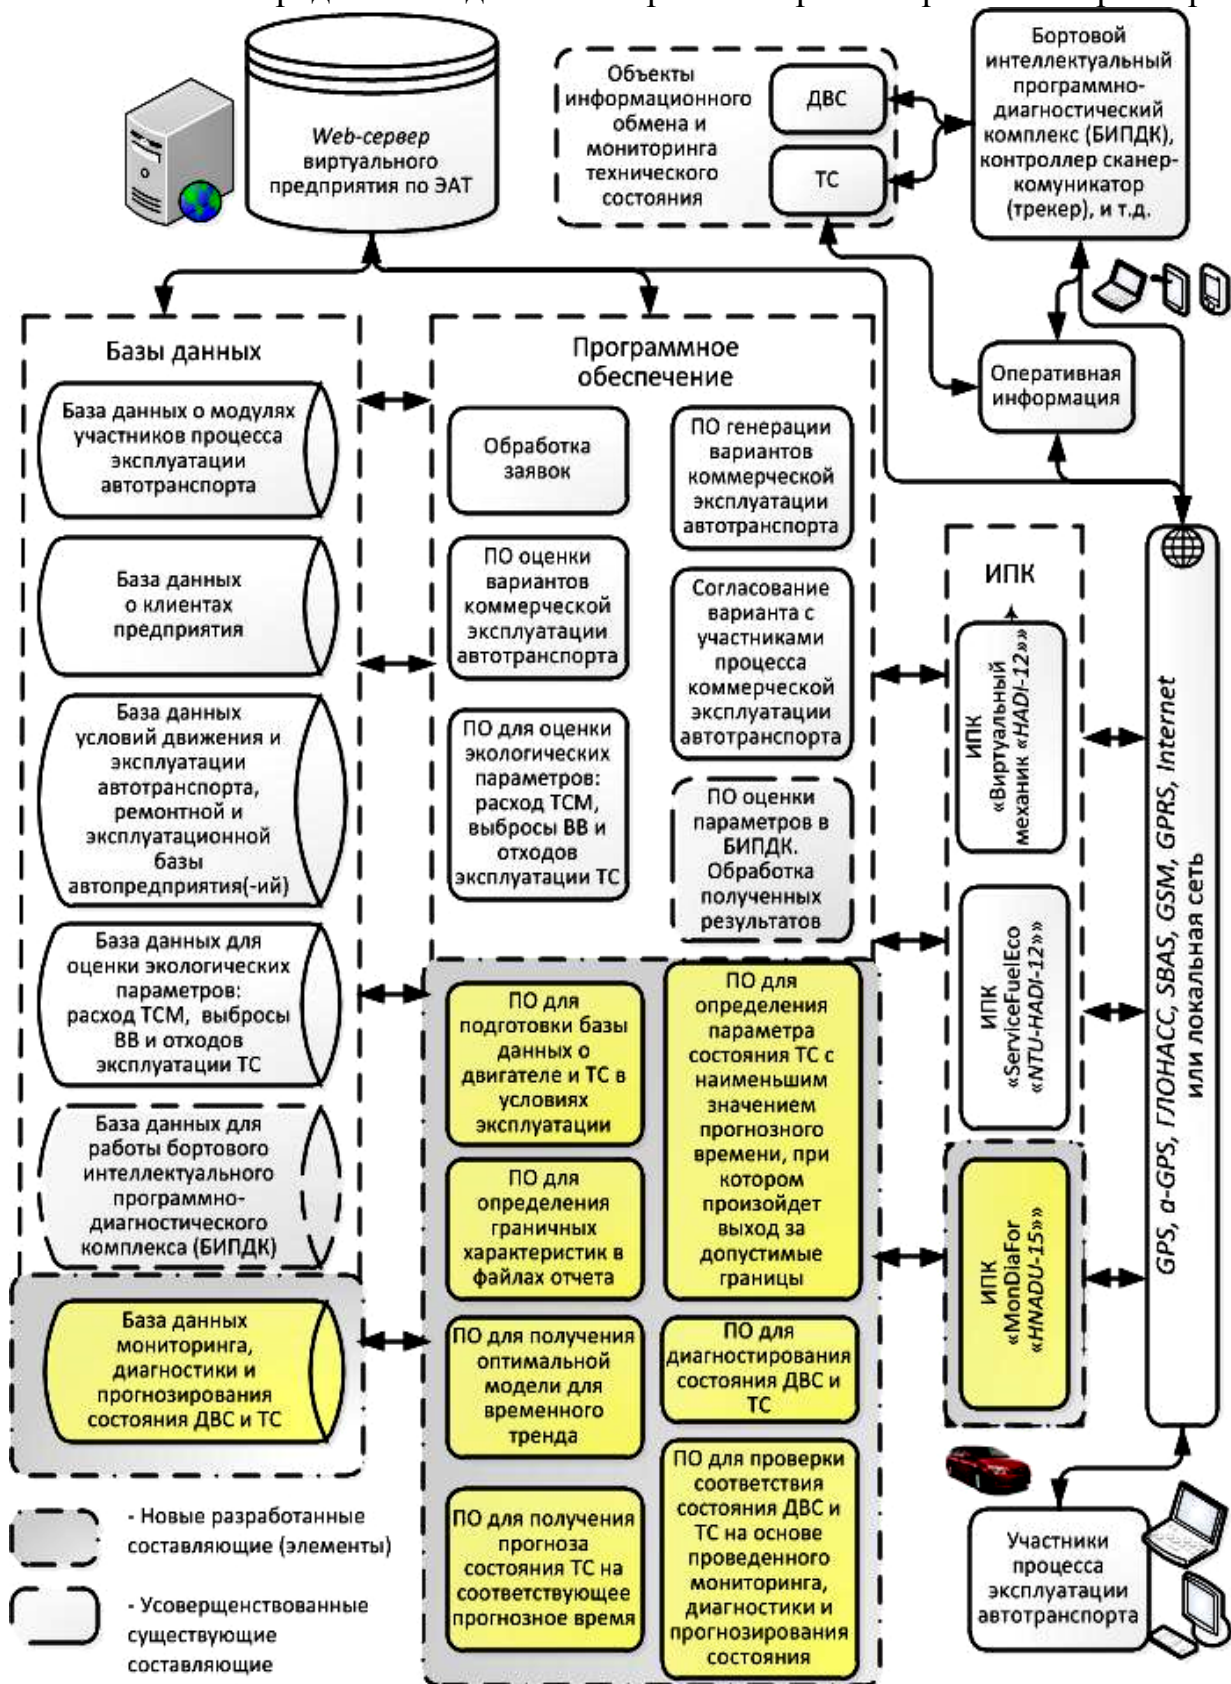 Web-сервер
виртуального
предприятия по ЭАТ
Объекты
информационного
обмена и
мониторинга
технического
состояния
ДВС
ТС
Бортовой
интеллектуальный
программно-
диагностический
комплекс (БИПДК),
контроллер сканер-
комуникатор
(трекер), и т.д.
Оперативная
информация
Базы данных
База данных о модулях
участников процесса
эксплуатации
автотранспорта
База данных
о клиентах
предприятия
База данных
условий движения и
эксплуатации
автотранспорта,
ремонтной и
эксплуатационной
базы
автопредприятия(-ий)
База данных для
оценки экологических
параметров:
расход ТСМ, выбросы
ВВ и отходов
эксплуатации ТС
База данных для
работы бортового
интеллектуального
программно-
диагностического
комплекса (БИПДК)
База данных
мониторинга,
диагностики и
прогнозирования
состояния ДВС и ТС
Программное
обеспечение
Обработка
заявок
ПО генерации
вариантов
коммерческой
эксплуатации
автотранспорта
ПО оценки
вариантов
коммерческой
эксплуатации
автотранспорта
Согласование
варианта с
участниками
процесса
коммерческой
эксплуатации
автотранспорта
ПО для оценки
экологических
параметров:
расход ТСМ,
выбросы ВВ и
отходов
эксплуатации ТС
ПО оценки
параметров в
БИПДК.
Обработка
полученных
результатов
ПО для
подготовки базы
данных о
двигателе и ТС в
условиях
эксплуатации
ПО для
определения
параметра
состояния ТС с
наименьшим
значением
прогнозного
времени, при
котором
произойдет
выход за
допустимые
границы
ПО для
определения
граничных
характеристик в
файлах отчета
ПО для получения
оптимальной
модели для
временного
тренда
ПО для
диагностирования
состояния ДВС и
ТС
ПО для получения
прогноза
состояния ТС на
соответствующее
прогнозное время
ПО для проверки
соответствия
состояния ДВС и
ТС на основе
проведенного
мониторинга,
диагностики и
прогнозирования
состояния
ИПК
ИПК
«Виртуальный
механик «HADI-12»»
ИПК
«ServiceFuelEco
«NTU-HADI-12»»
ИПК
«MonDiaFor
«HNADU-15»»
GPS, a-GPS, ГЛОНАСС, SBAS, GSM, GPRS, Internet
или локальная сеть
Участники
процесса
эксплуатации
автотранспорта
- Новые разработанные
составляющие (элементы)
- Усоверщенствованные
существующие
составляющие